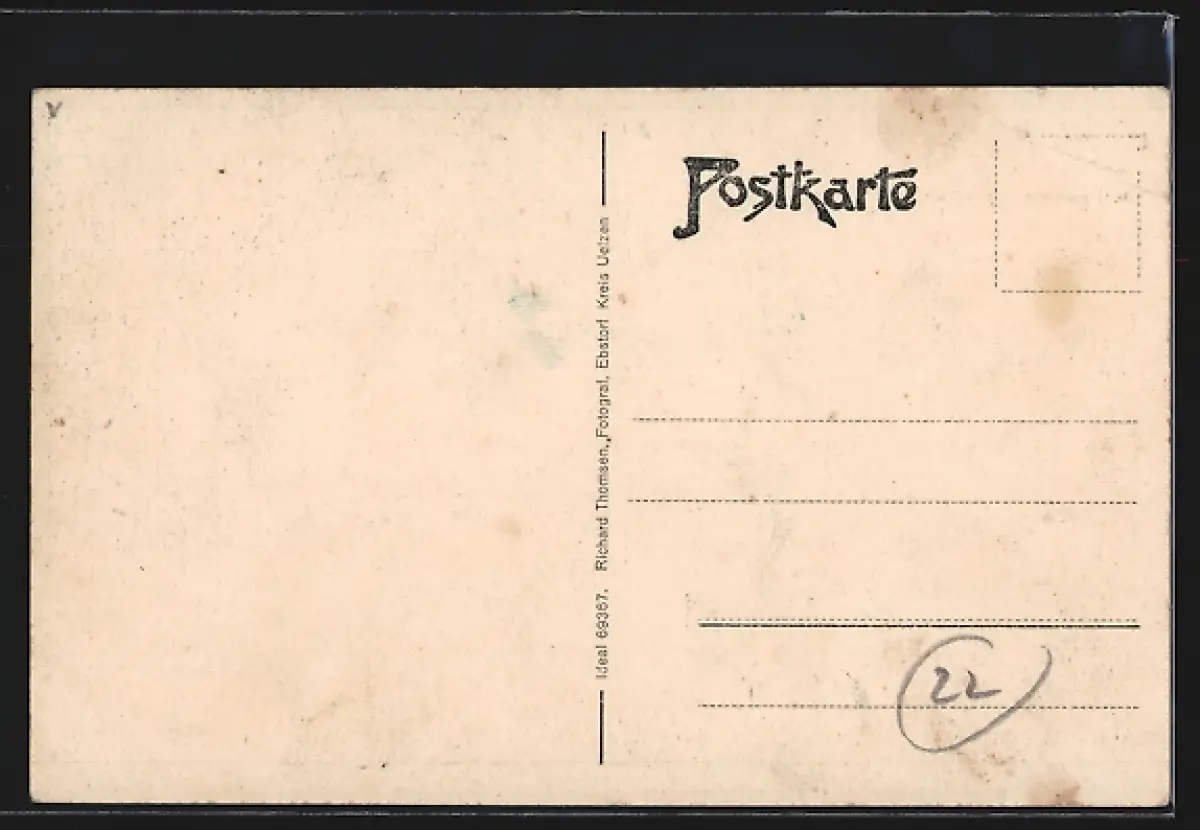 Postkarte
Ideal 69367. Richard Thomsen, Fotograf, Ebstorf Kreis Uelzen
22